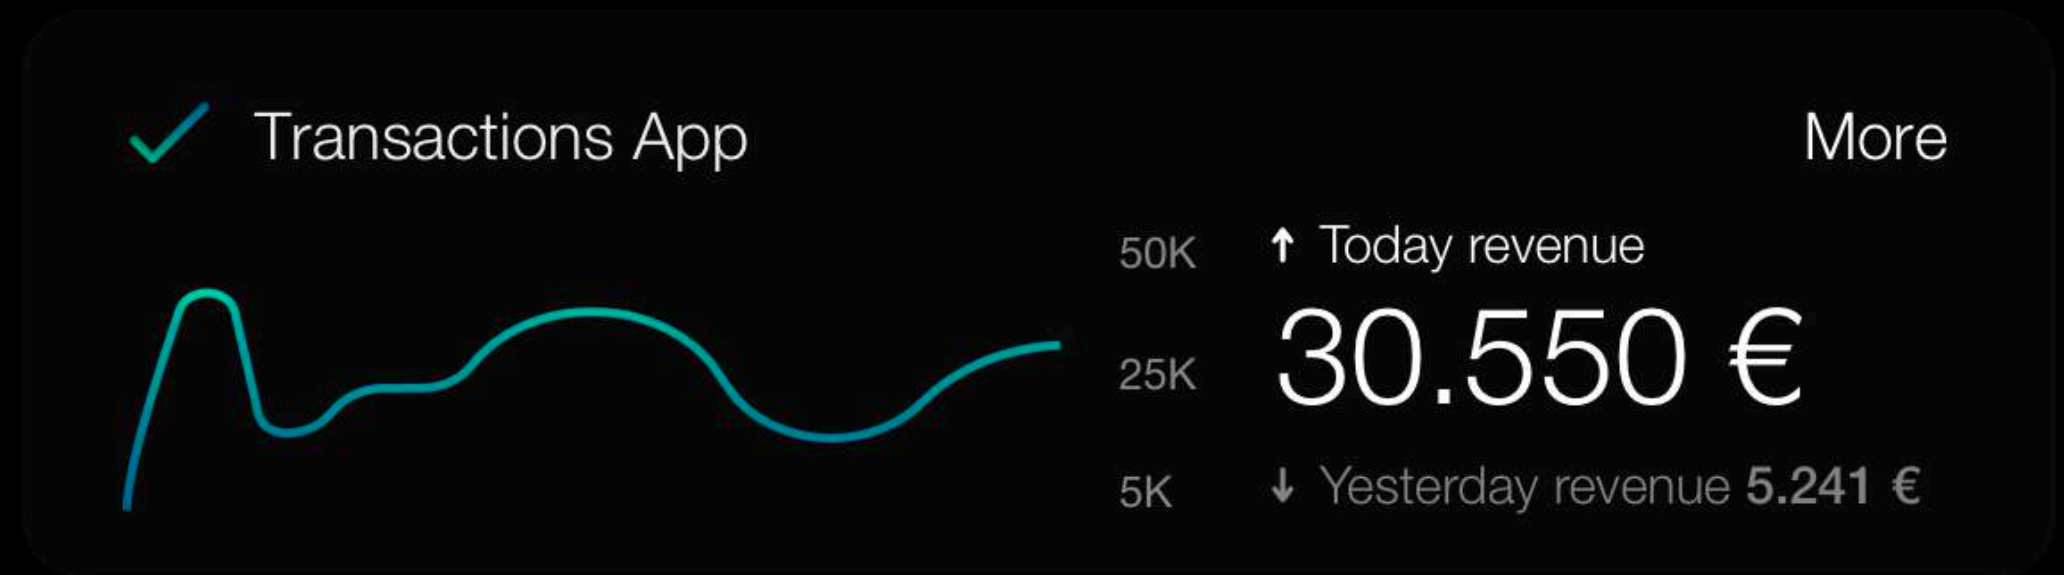 Transactions App
More
50K
↑ Today revenue
30.550 €
25K
5K
↓ Yesterday revenue 5.241 €